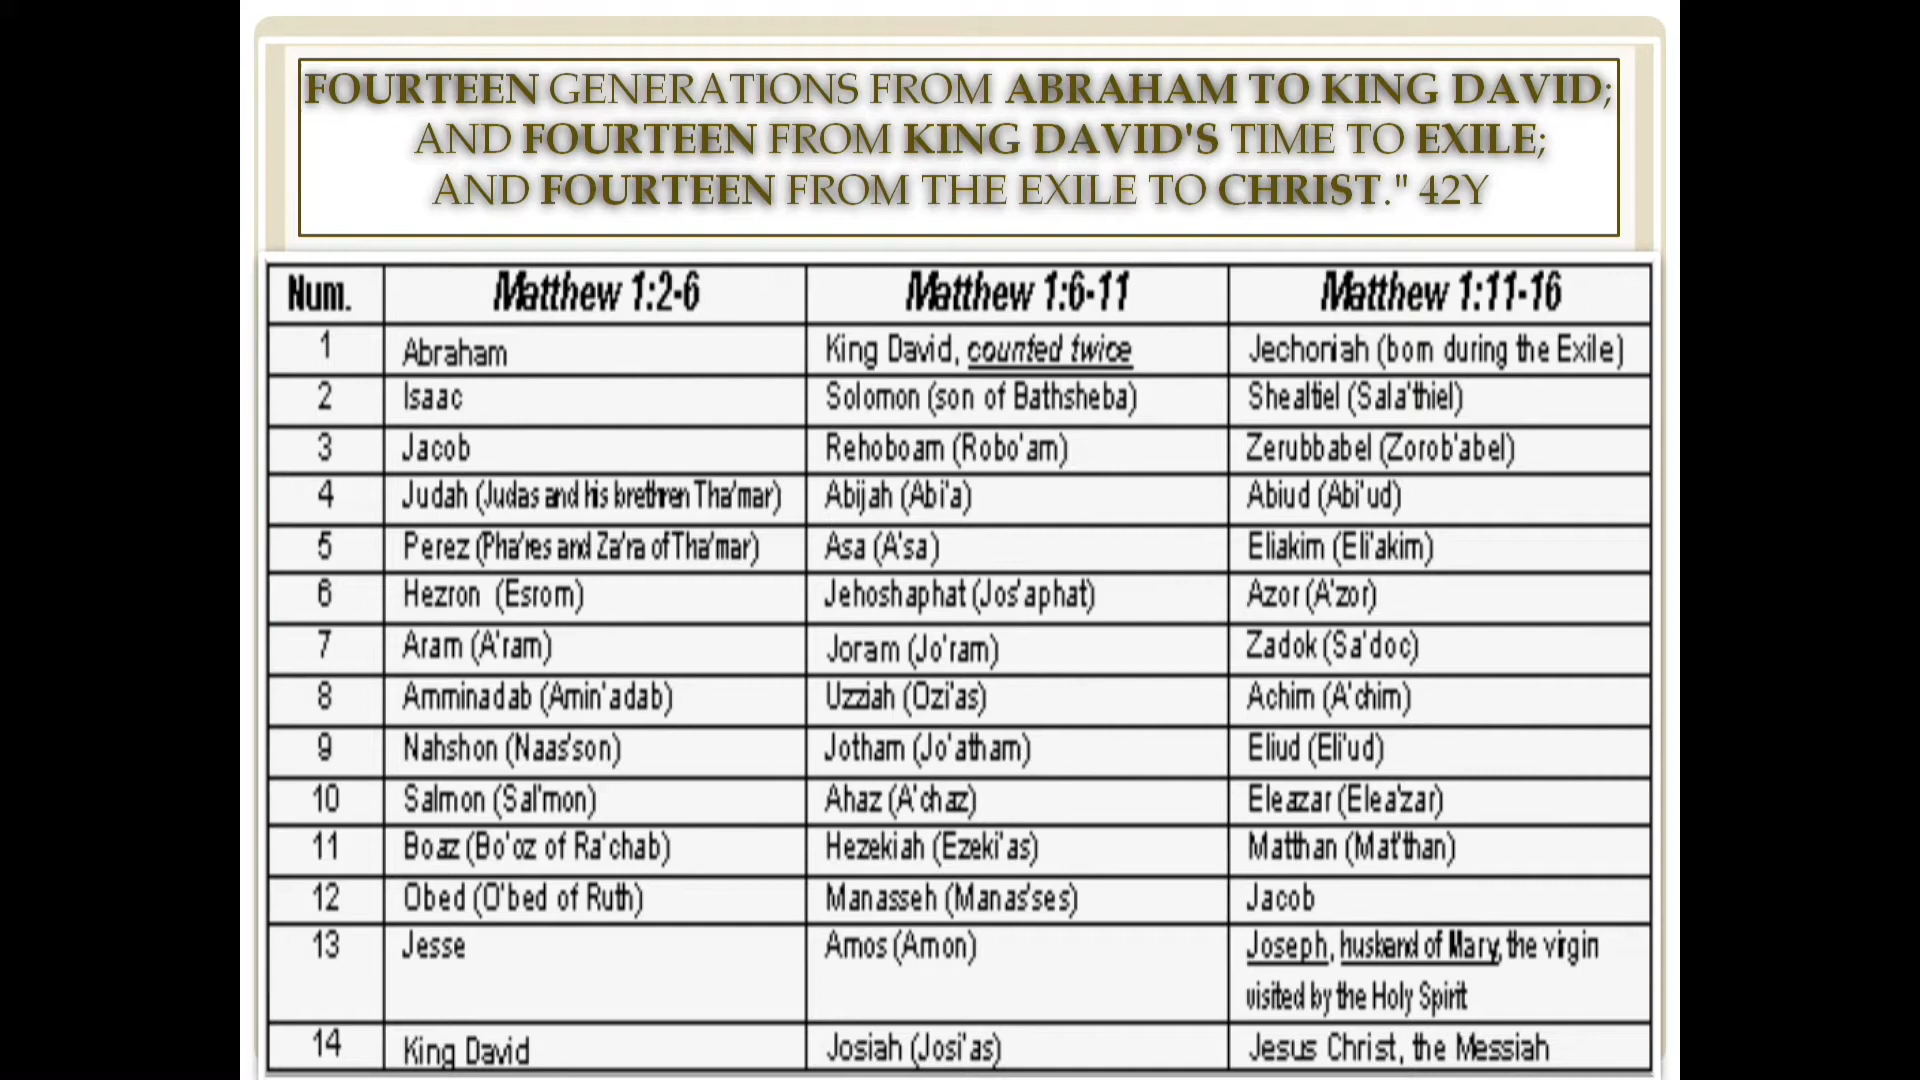 FOURTEEN GENERATIONS FROM ABRAHAM TO KING DAVID;
AND FOURTEEN FROM KING DAVID'S TIME TO EXILE;
AND FOURTEEN FROM THE EXILE TO CHRIST." 42Y
Num. Matthew 1:2-6 Matthew 1:6-11 Matthew 1:11-16
1 Abraham King David, counted twice Jechoniah (born during the Exile)
2 Isaac Solomon (son of Bathsheba) Shealtiel (Sala'thiel)
3 Jacob Rehoboam (Robo'am) Zerubbabel (Zorob'abel)
4 Judah (Judas and his brethren Tha'mar) Abijah (Abi'a) Abiud (Abi'ud)
5 Perez (Pha'res and Za'ra of Tha'mar) Asa (A'sa) Eliakim (Eli'akim)
6 Hezron (Esrom) Jehoshaphat (Jos'aphat) Azor (A'zor)
7 Aram (A'ram) Joram (Jo'ram) Zadok (Sa'doc)
8 Amminadab (Amin'adab) Uzziah (Ozi'as) Achim (A'chim)
9 Nahshon (Naas'son) Jotham (Jo'atham) Eliud (Eli'ud)
10 Salmon (Sal'mon) Ahaz (A'chaz) Eleazar (Elea'zar)
11 Boaz (Bo'oz of Ra'chab) Hezekiah (Ezeki'as) Matthan (Mat'than)
12 Obed (O'bed of Ruth) Manasseh (Manas'ses) Jacob
13 Jesse Amos (Amon) Joseph, husband of Mary, the virgin
visited by the Holy Spirit
14 King David Josiah (Josi'as) Jesus Christ, the Messiah